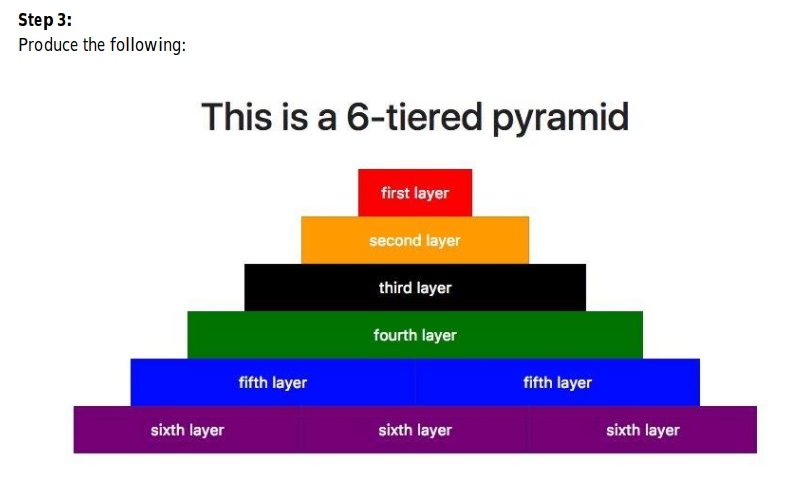 Step 3:
Produce the following:
This is a 6-tiered pyramid
first layer
second layer
third layer
fourth layer
fifth layer fifth layer
sixth layer sixth layer sixth layer